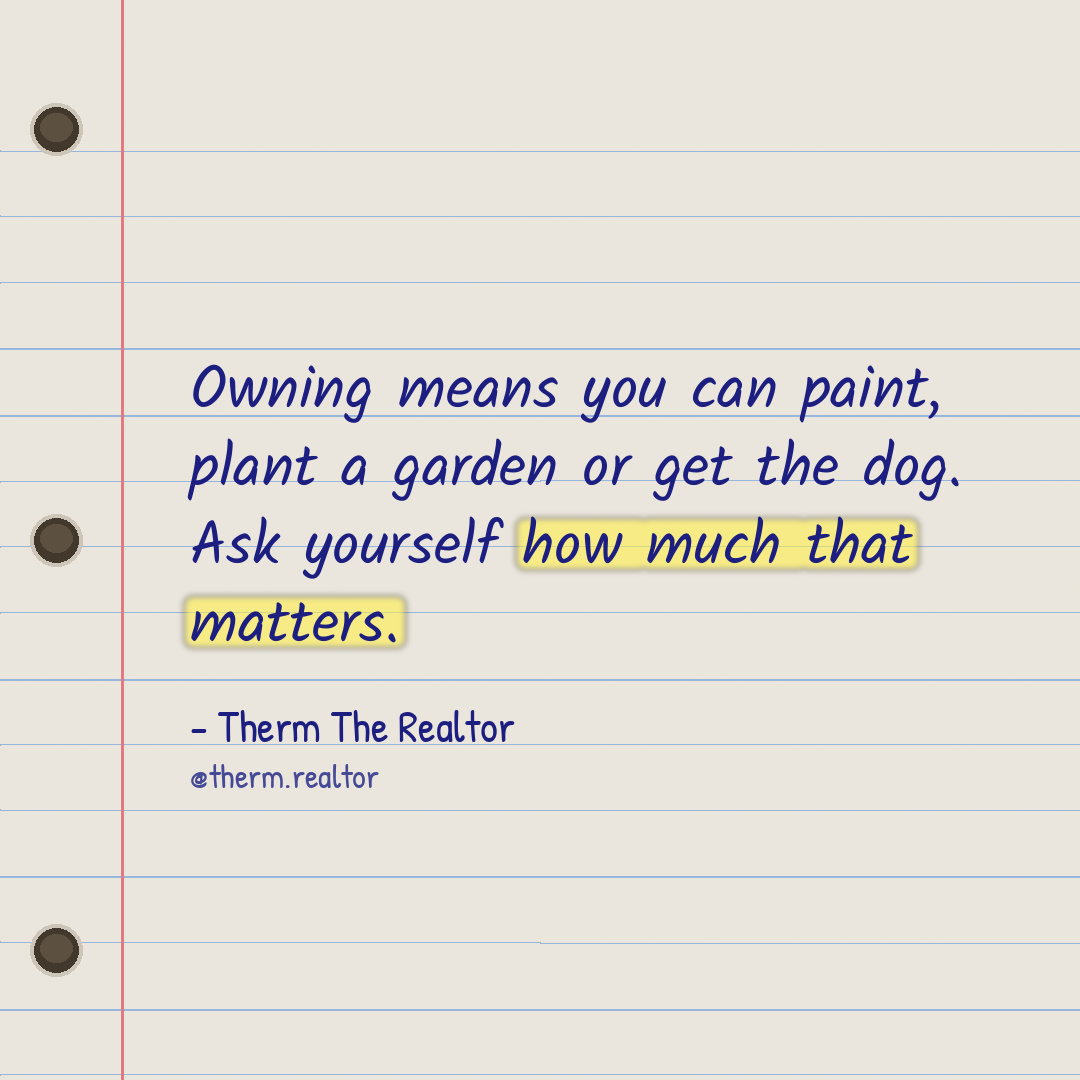 Owning means you can paint,
plant a garden or get the dog.
Ask yourself how much that
matters.
- Therm The Realtor
@therm.realtor